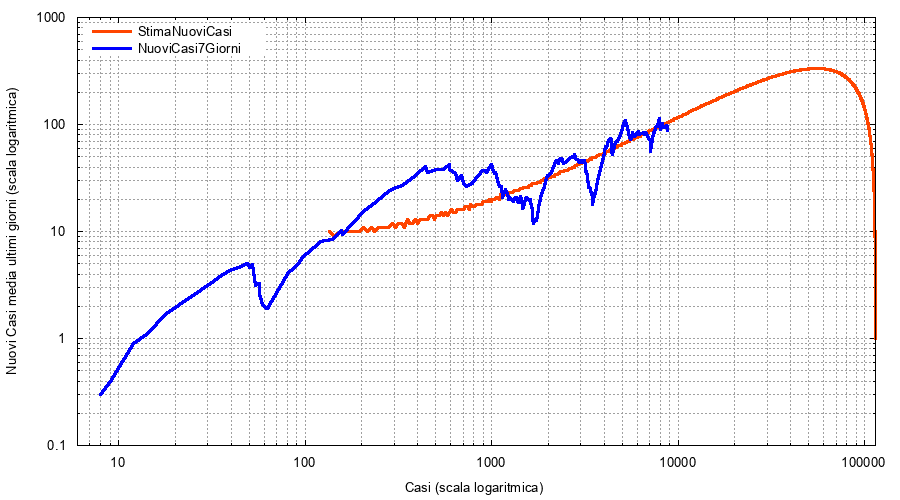 1000
100
10
1
0.1
Nuovi Casi media ultimi giorni (scala logaritmica)
StimaNuoviCasi
NuoviCasi7Giorni
10 100 1000 10000 100000
Casi (scala logaritmica)